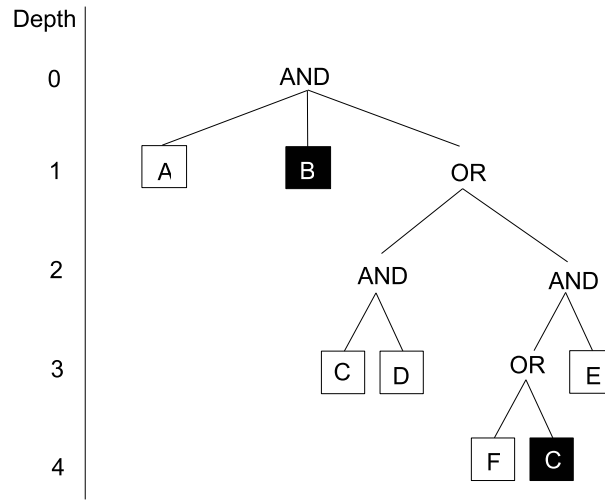 Depth
0 AND
1 A B OR
2 AND AND
3 C D OR E
4 F C